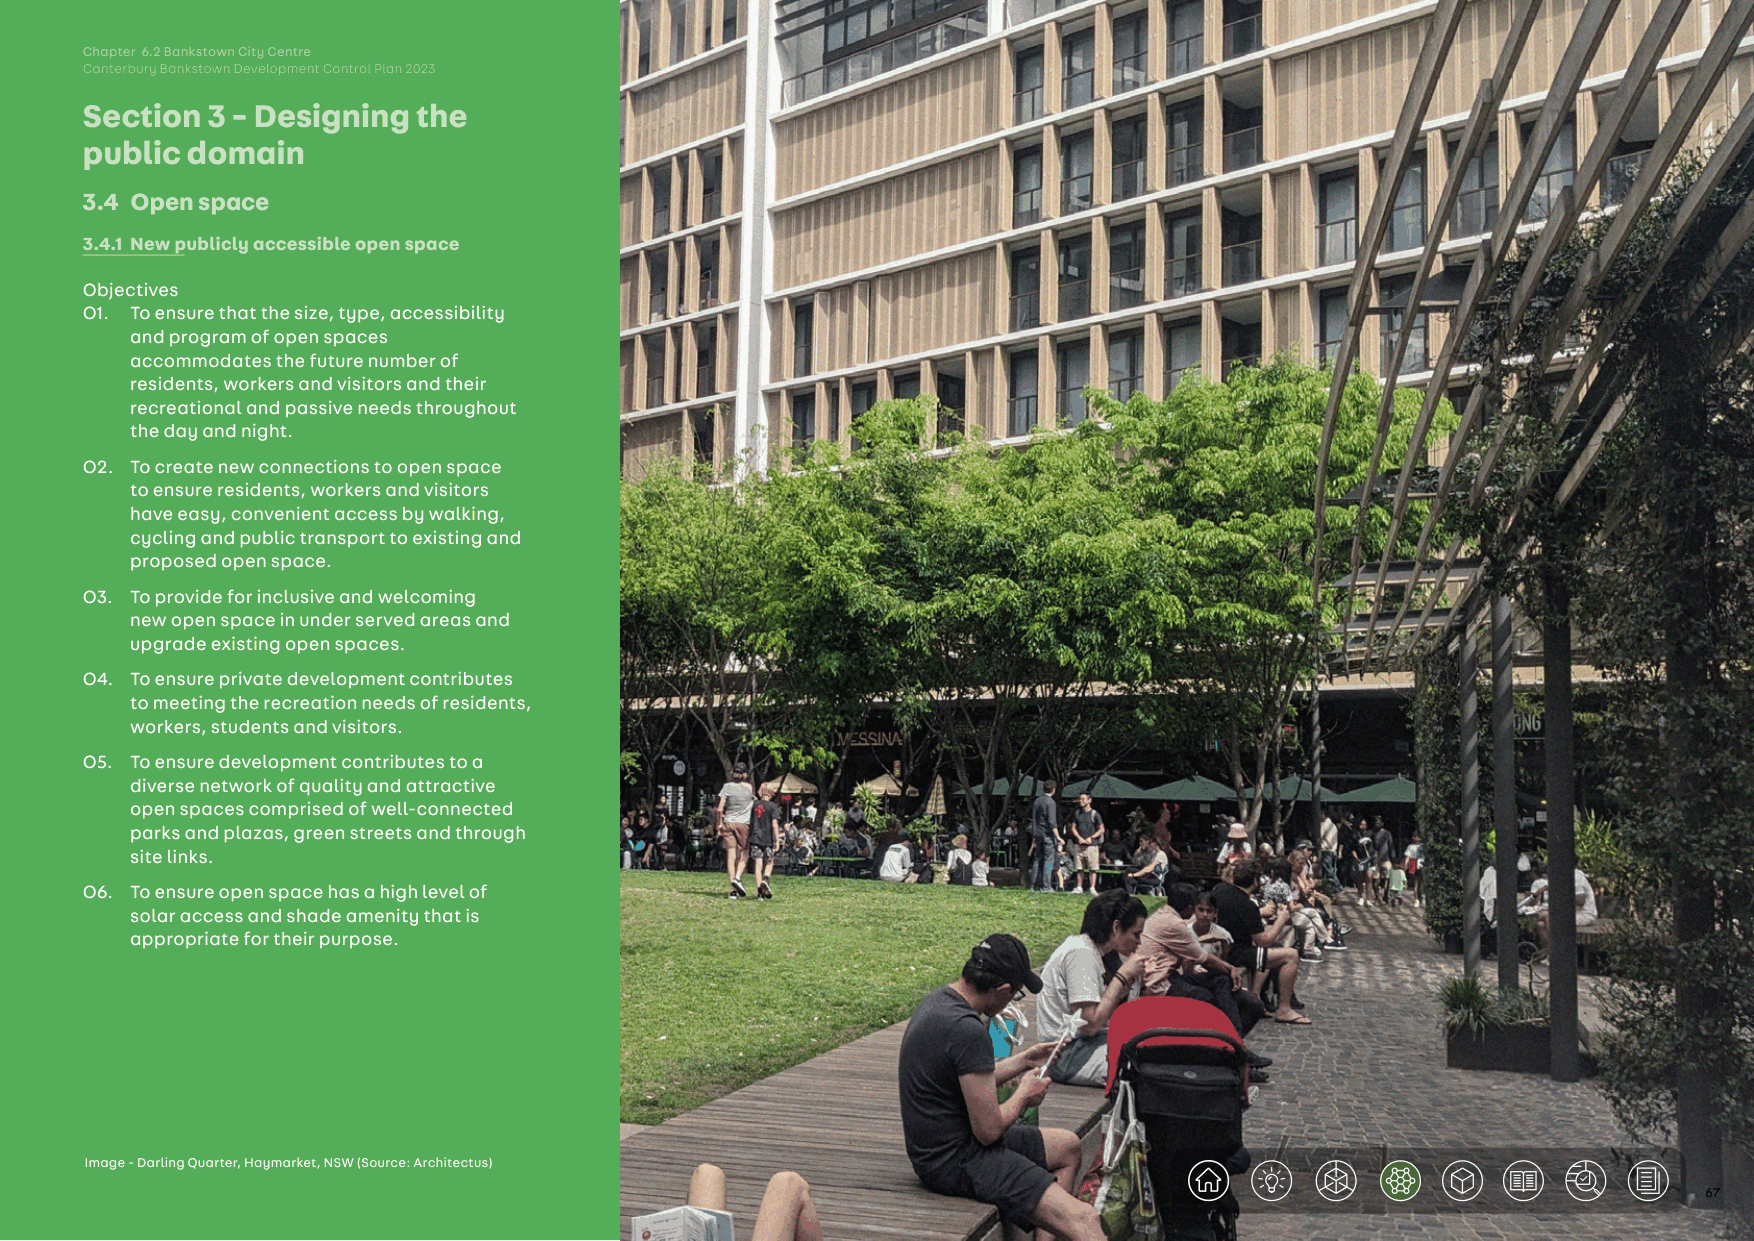 Chapter 6.2 Bankstown City Centre
Canterbury Bankstown Development Control Plan 2023
Section 3 – Designing the
public domain
3.4 Open space
3.4.1 New publicly accessible open space
Objectives
O1. To ensure that the size, type, accessibility
and program of open spaces
accommodates the future number of
residents, workers and visitors and their
recreational and passive needs throughout
the day and night.
O2. To create new connections to open space
to ensure residents, workers and visitors
have easy, convenient access by walking,
cycling and public transport to existing and
proposed open space.
O3. To provide for inclusive and welcoming
new open space in under served areas and
upgrade existing open spaces.
O4. To ensure private development contributes
to meeting the recreation needs of residents,
workers, students and visitors.
O5. To ensure development contributes to a
diverse network of quality and attractive
open spaces comprised of well-connected
parks and plazas, green streets and through
site links.
O6. To ensure open space has a high level of
solar access and shade amenity that is
appropriate for their purpose.
Image - Darling Quarter, Haymarket, NSW (Source: Architectus)
MESSINA
67